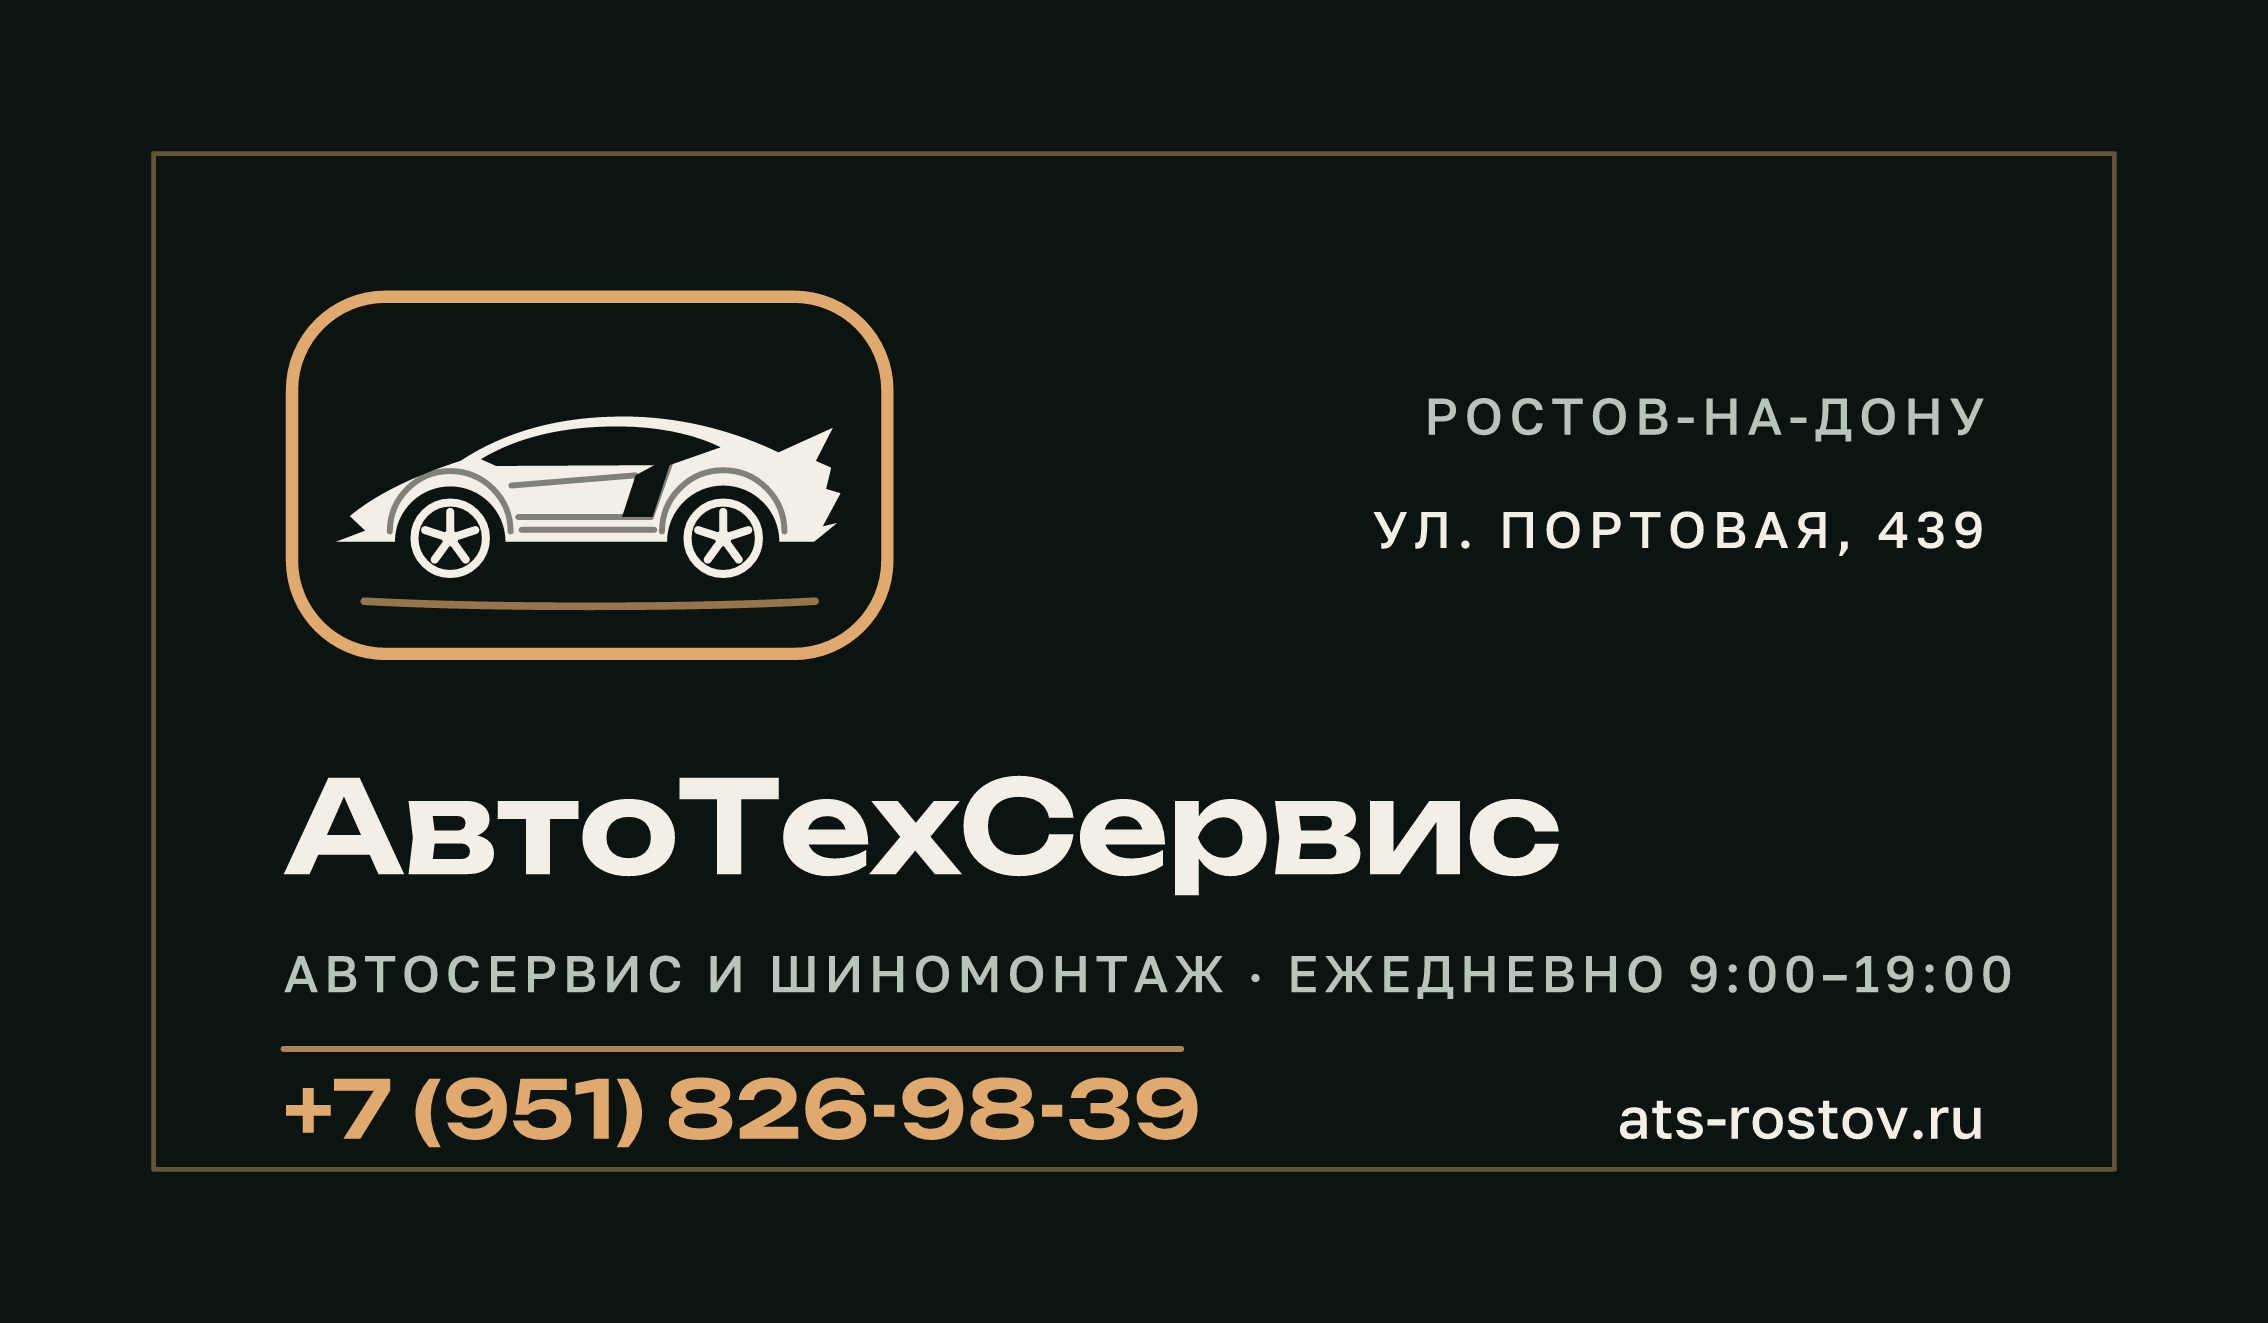 РОСТОВ-НА-ДОНУ
УЛ. ПОРТОВАЯ, 439
АвтоТехСервис
АВТОСЕРВИС И ШИНОМОНТАЖ · ЕЖЕДНЕВНО 9:00–19:00
+7 (951) 826-98-39
ats-rostov.ru